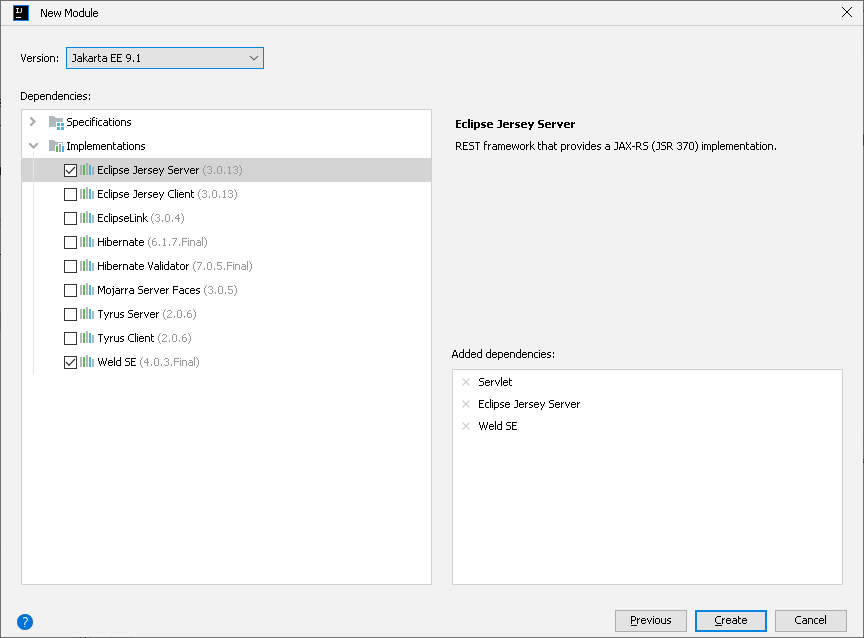 New Module
Version: Jakarta EE 9.1
Dependencies:
Specifications
Implementations
Eclipse Jersey Server (3.0.13)
Eclipse Jersey Client (3.0.13)
EclipseLink (3.0.4)
Hibernate (6.1.7.Final)
Hibernate Validator (7.0.5.Final)
Mojarra Server Faces (3.0.5)
Tyrus Server (2.0.6)
Tyrus Client (2.0.6)
Weld SE (4.0.3.Final)
Eclipse Jersey Server
REST framework that provides a JAX-RS (JSR 370) implementation.
Added dependencies:
Servlet
Eclipse Jersey Server
Weld SE
? Previous Create Cancel